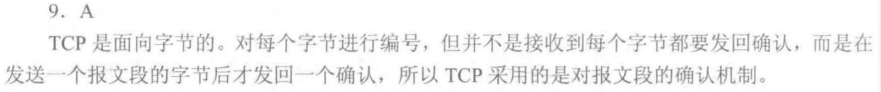 9. A
TCP 是面向字节的。对每个字节进行编号，但并不是接收到每个字节都要发回确认，而是在
发送一个报文段的字节后才发回一个确认，所以 TCP 采用的是对报文段的确认机制。